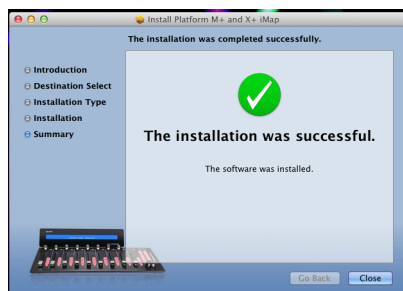 Install Platform M+ and X+ iMap
The installation was completed successfully.
Introduction
Destination Select
Installation Type
Installation
Summary
The installation was successful.
The software was installed.
Go Back
Close